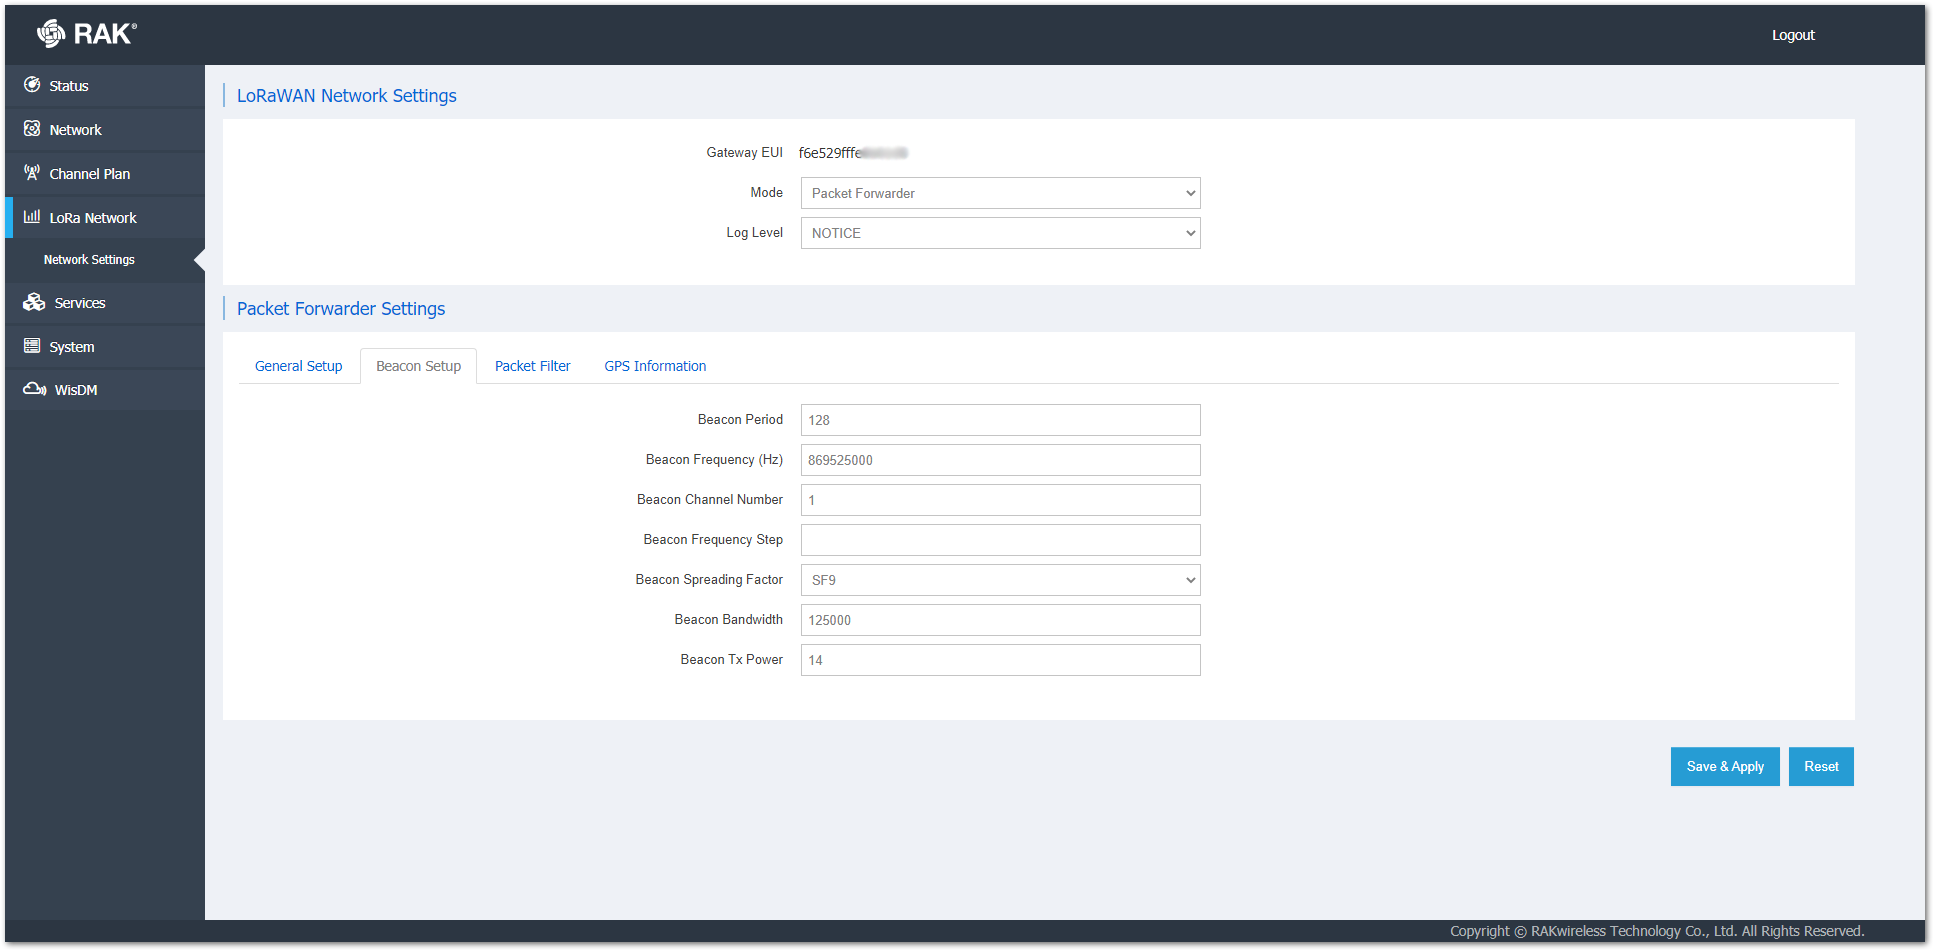 RAK®
Logout
Status
Network
Channel Plan
LoRa Network
Network Settings
Services
System
WisDM
LoRaWAN Network Settings
Gateway EUI f6e529fffe
Mode Packet Forwarder
Log Level NOTICE
Packet Forwarder Settings
General Setup Beacon Setup Packet Filter GPS Information
Beacon Period 128
Beacon Frequency (Hz) 869525000
Beacon Channel Number 1
Beacon Frequency Step
Beacon Spreading Factor SF9
Beacon Bandwidth 125000
Beacon Tx Power 14
Save & Apply Reset
Copyright © RAKwireless Technology Co., Ltd. All Rights Reserved.